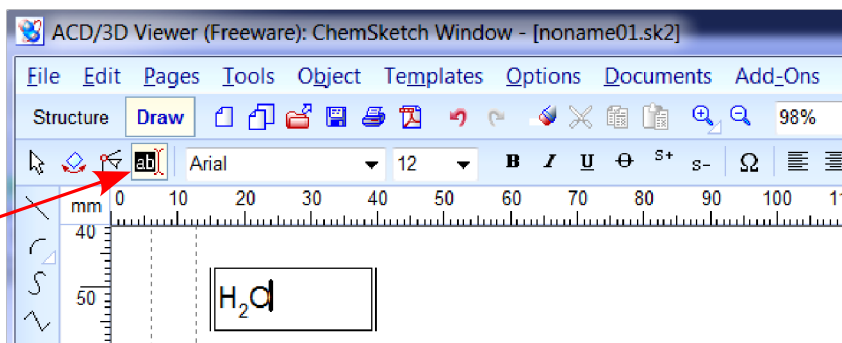 ACD/3D Viewer (Freeware): ChemSketch Window - [noname01.sk2]
File Edit Pages Tools Object Templates Options Documents Add-Ons
Structure Draw 98%
ab Arial 12 B I U O S+ S- Ω
mm 0 10 20 30 40 50 60 70 80 90 100 11
40
50 H₂O